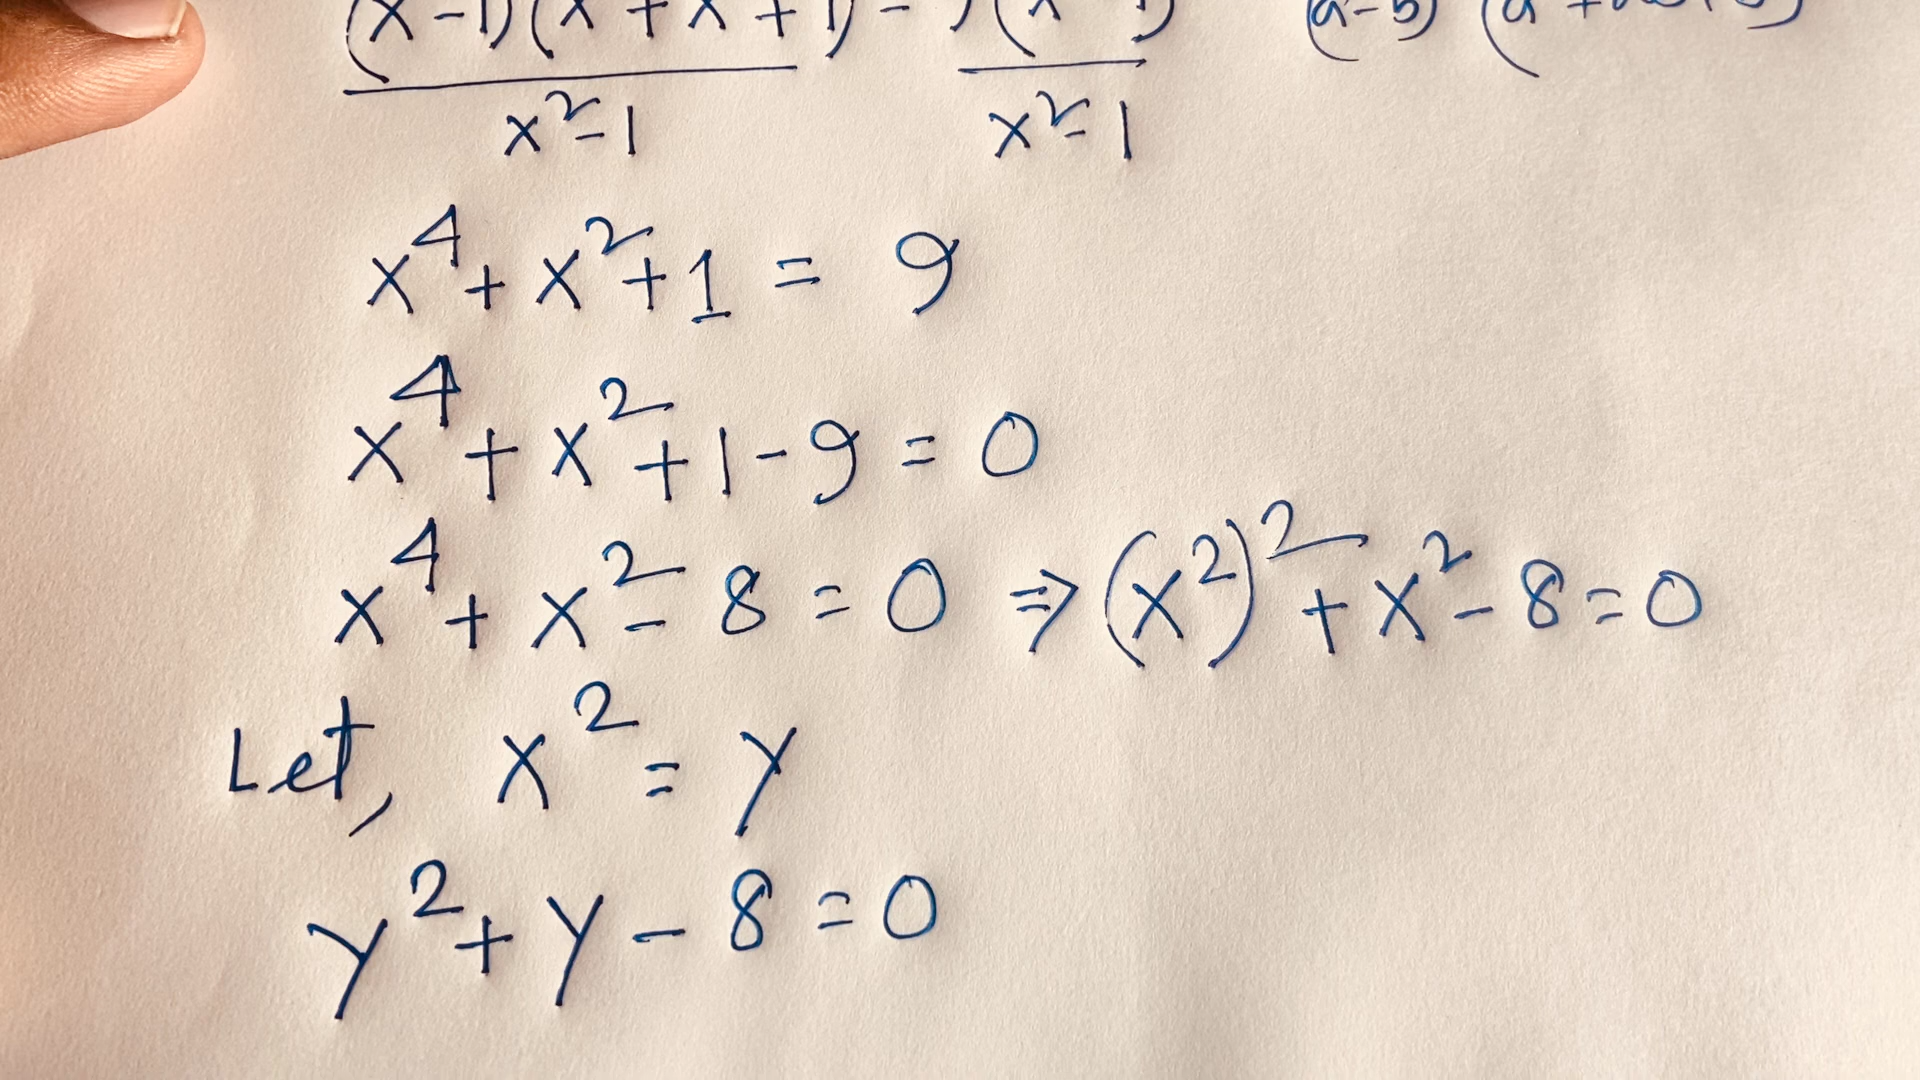 x²-1 x²-1
x⁴+x²+1 = 9
x⁴+x²+1-9=0
x⁴+x²-8=0 ⇒(x²)²+x²-8=0
Let, x²=y
y²+y-8=0